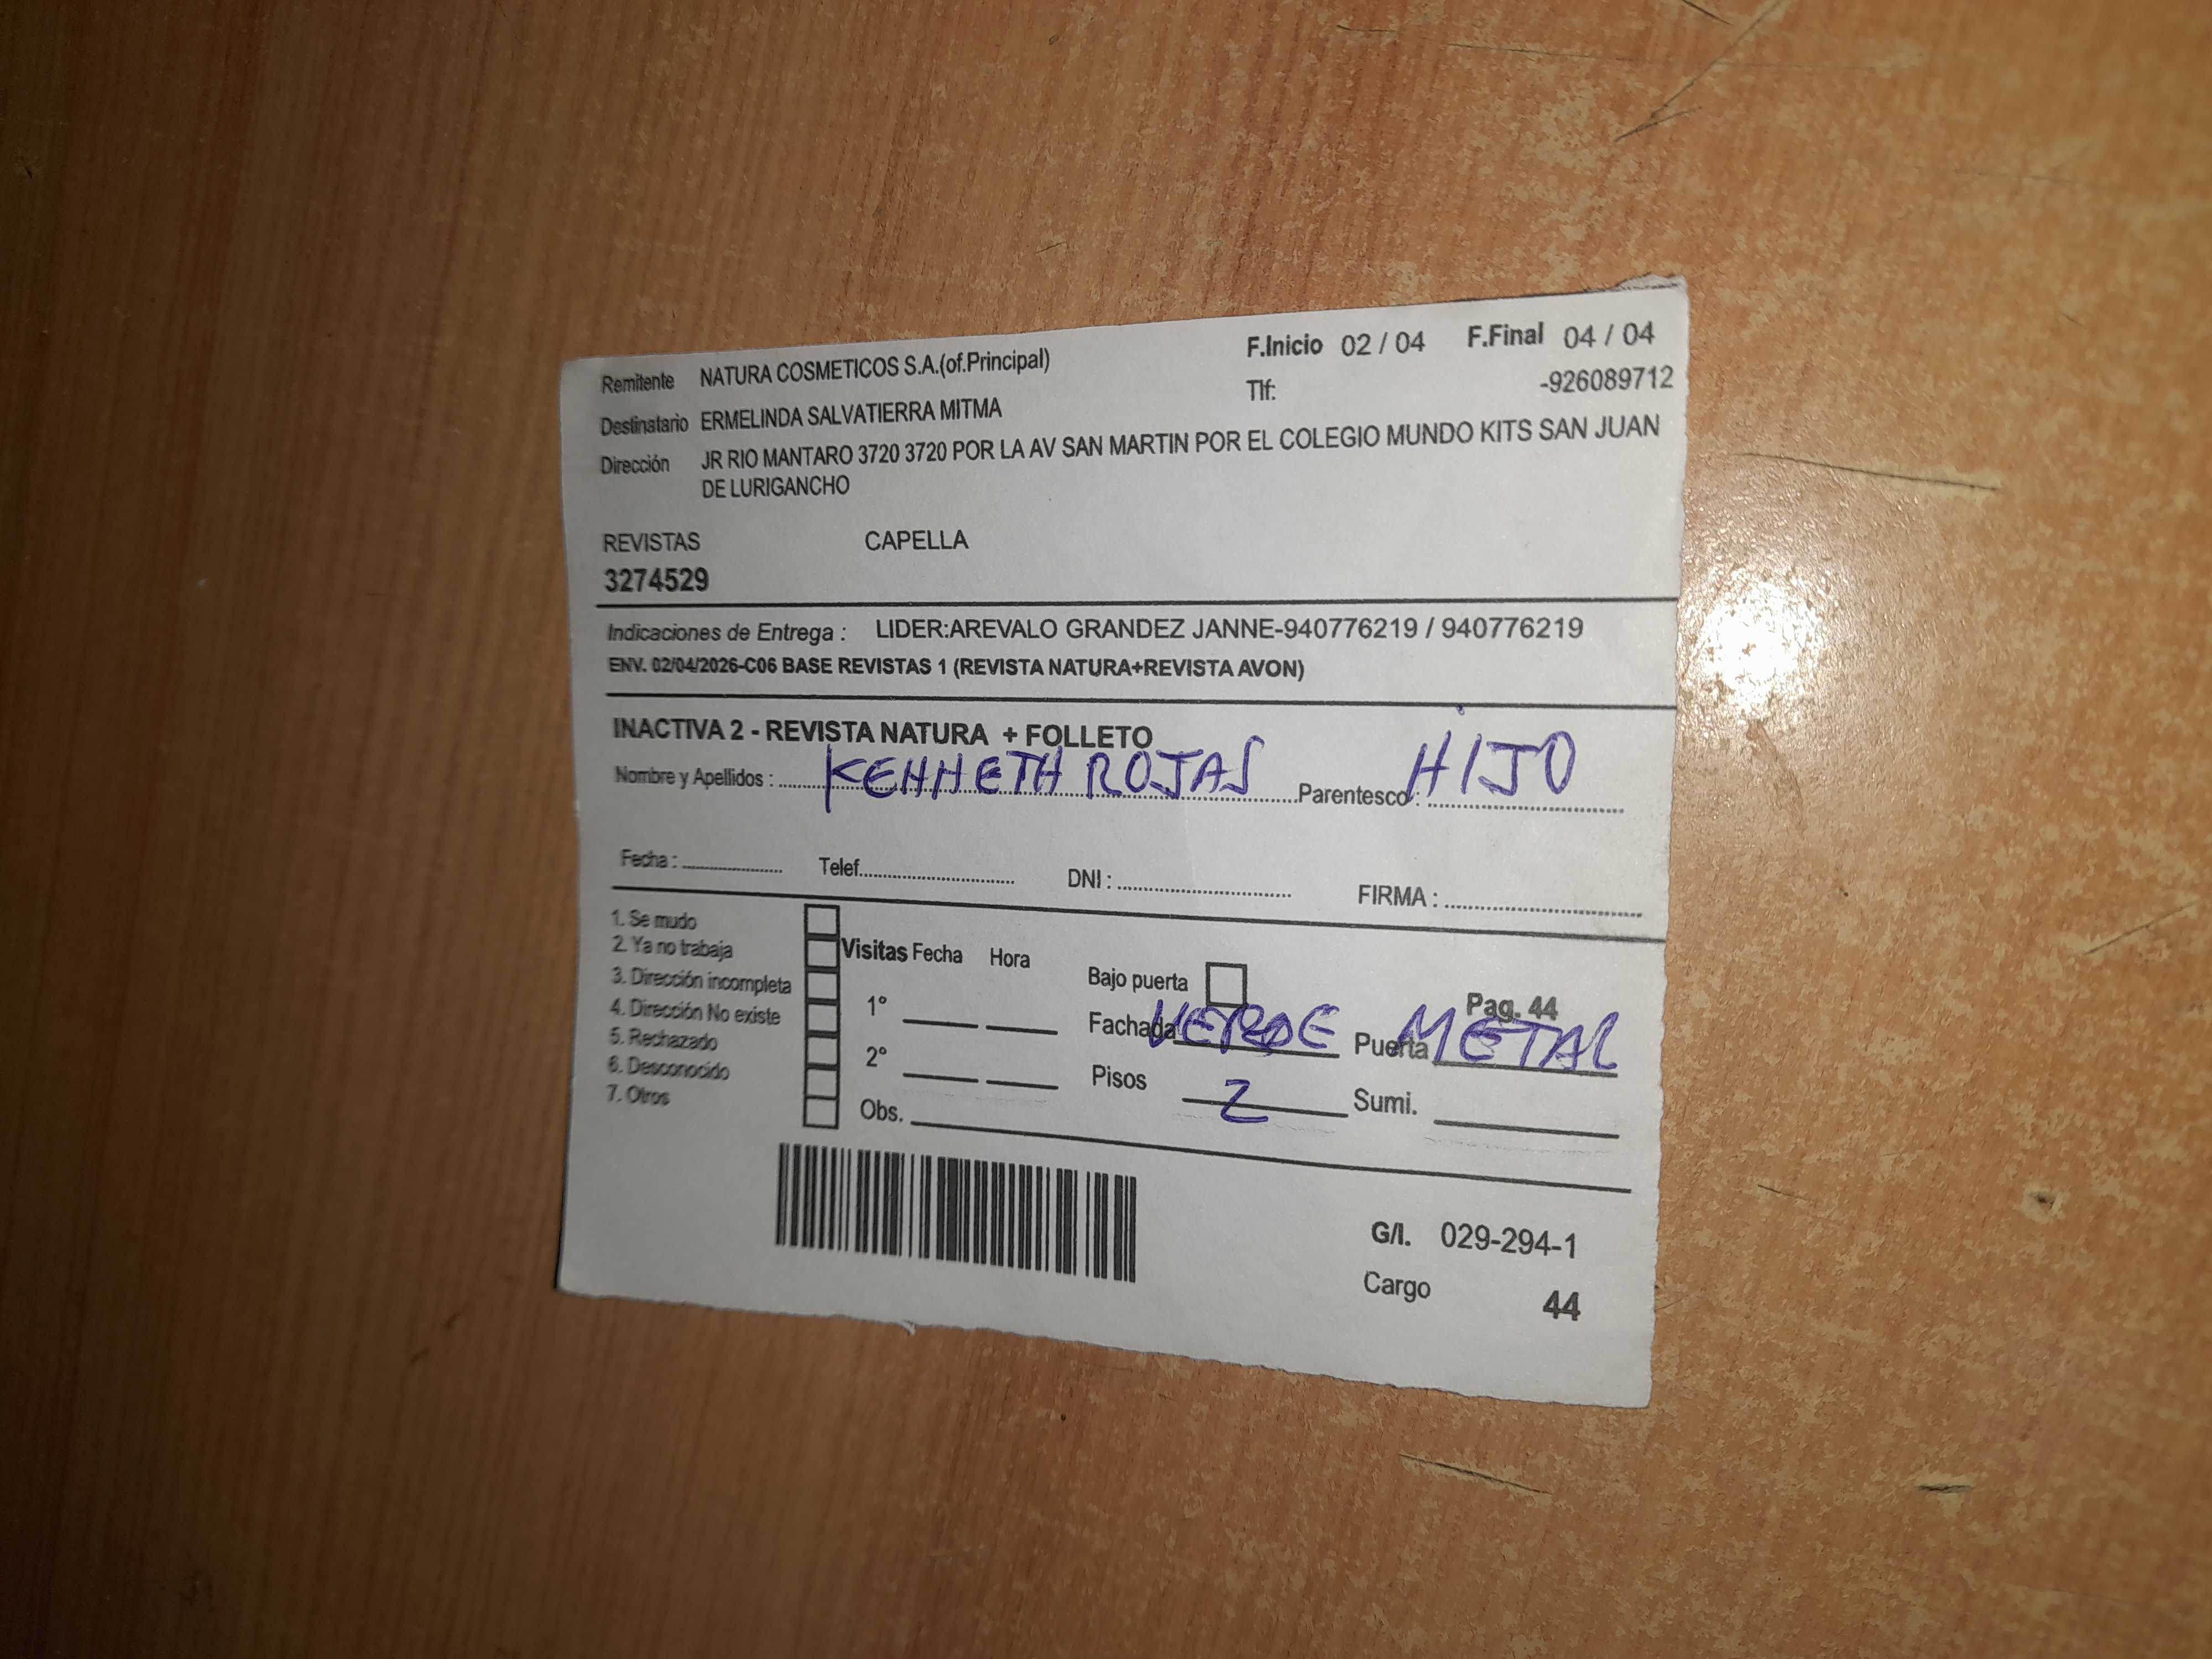 Remitente NATURA COSMETICOS S.A.(of.Principal) F.Inicio 02 / 04 F.Final 04 / 04
Tlf: -926089712
Destinatario ERMELINDA SALVATIERRA MITMA
Dirección JR RIO MANTARO 3720 3720 POR LA AV SAN MARTIN POR EL COLEGIO MUNDO KITS SAN JUAN
DE LURIGANCHO
REVISTAS CAPELLA
3274529
Indicaciones de Entrega : LIDER:AREVALO GRANDEZ JANNE-940776219 / 940776219
ENV. 02/04/2026-C06 BASE REVISTAS 1 (REVISTA NATURA+REVISTA AVON)
INACTIVA 2 - REVISTA NATURA + FOLLETO
Nombre y Apellidos : KENNETH ROJAS Parentesco : HIJO
Fecha : Telef. DNI : FIRMA :
1. Se mudo
2. Ya no trabaja
3. Dirección incompleta
4. Dirección No existe
5. Rechazado
6. Desconocido
7. Otros
Visitas Fecha Hora
1°
2°
Obs.
Bajo puerta Pag. 44
Fachada VERDE Puerta METAL
Pisos 2 Sumi.
G/I. 029-294-1
Cargo 44